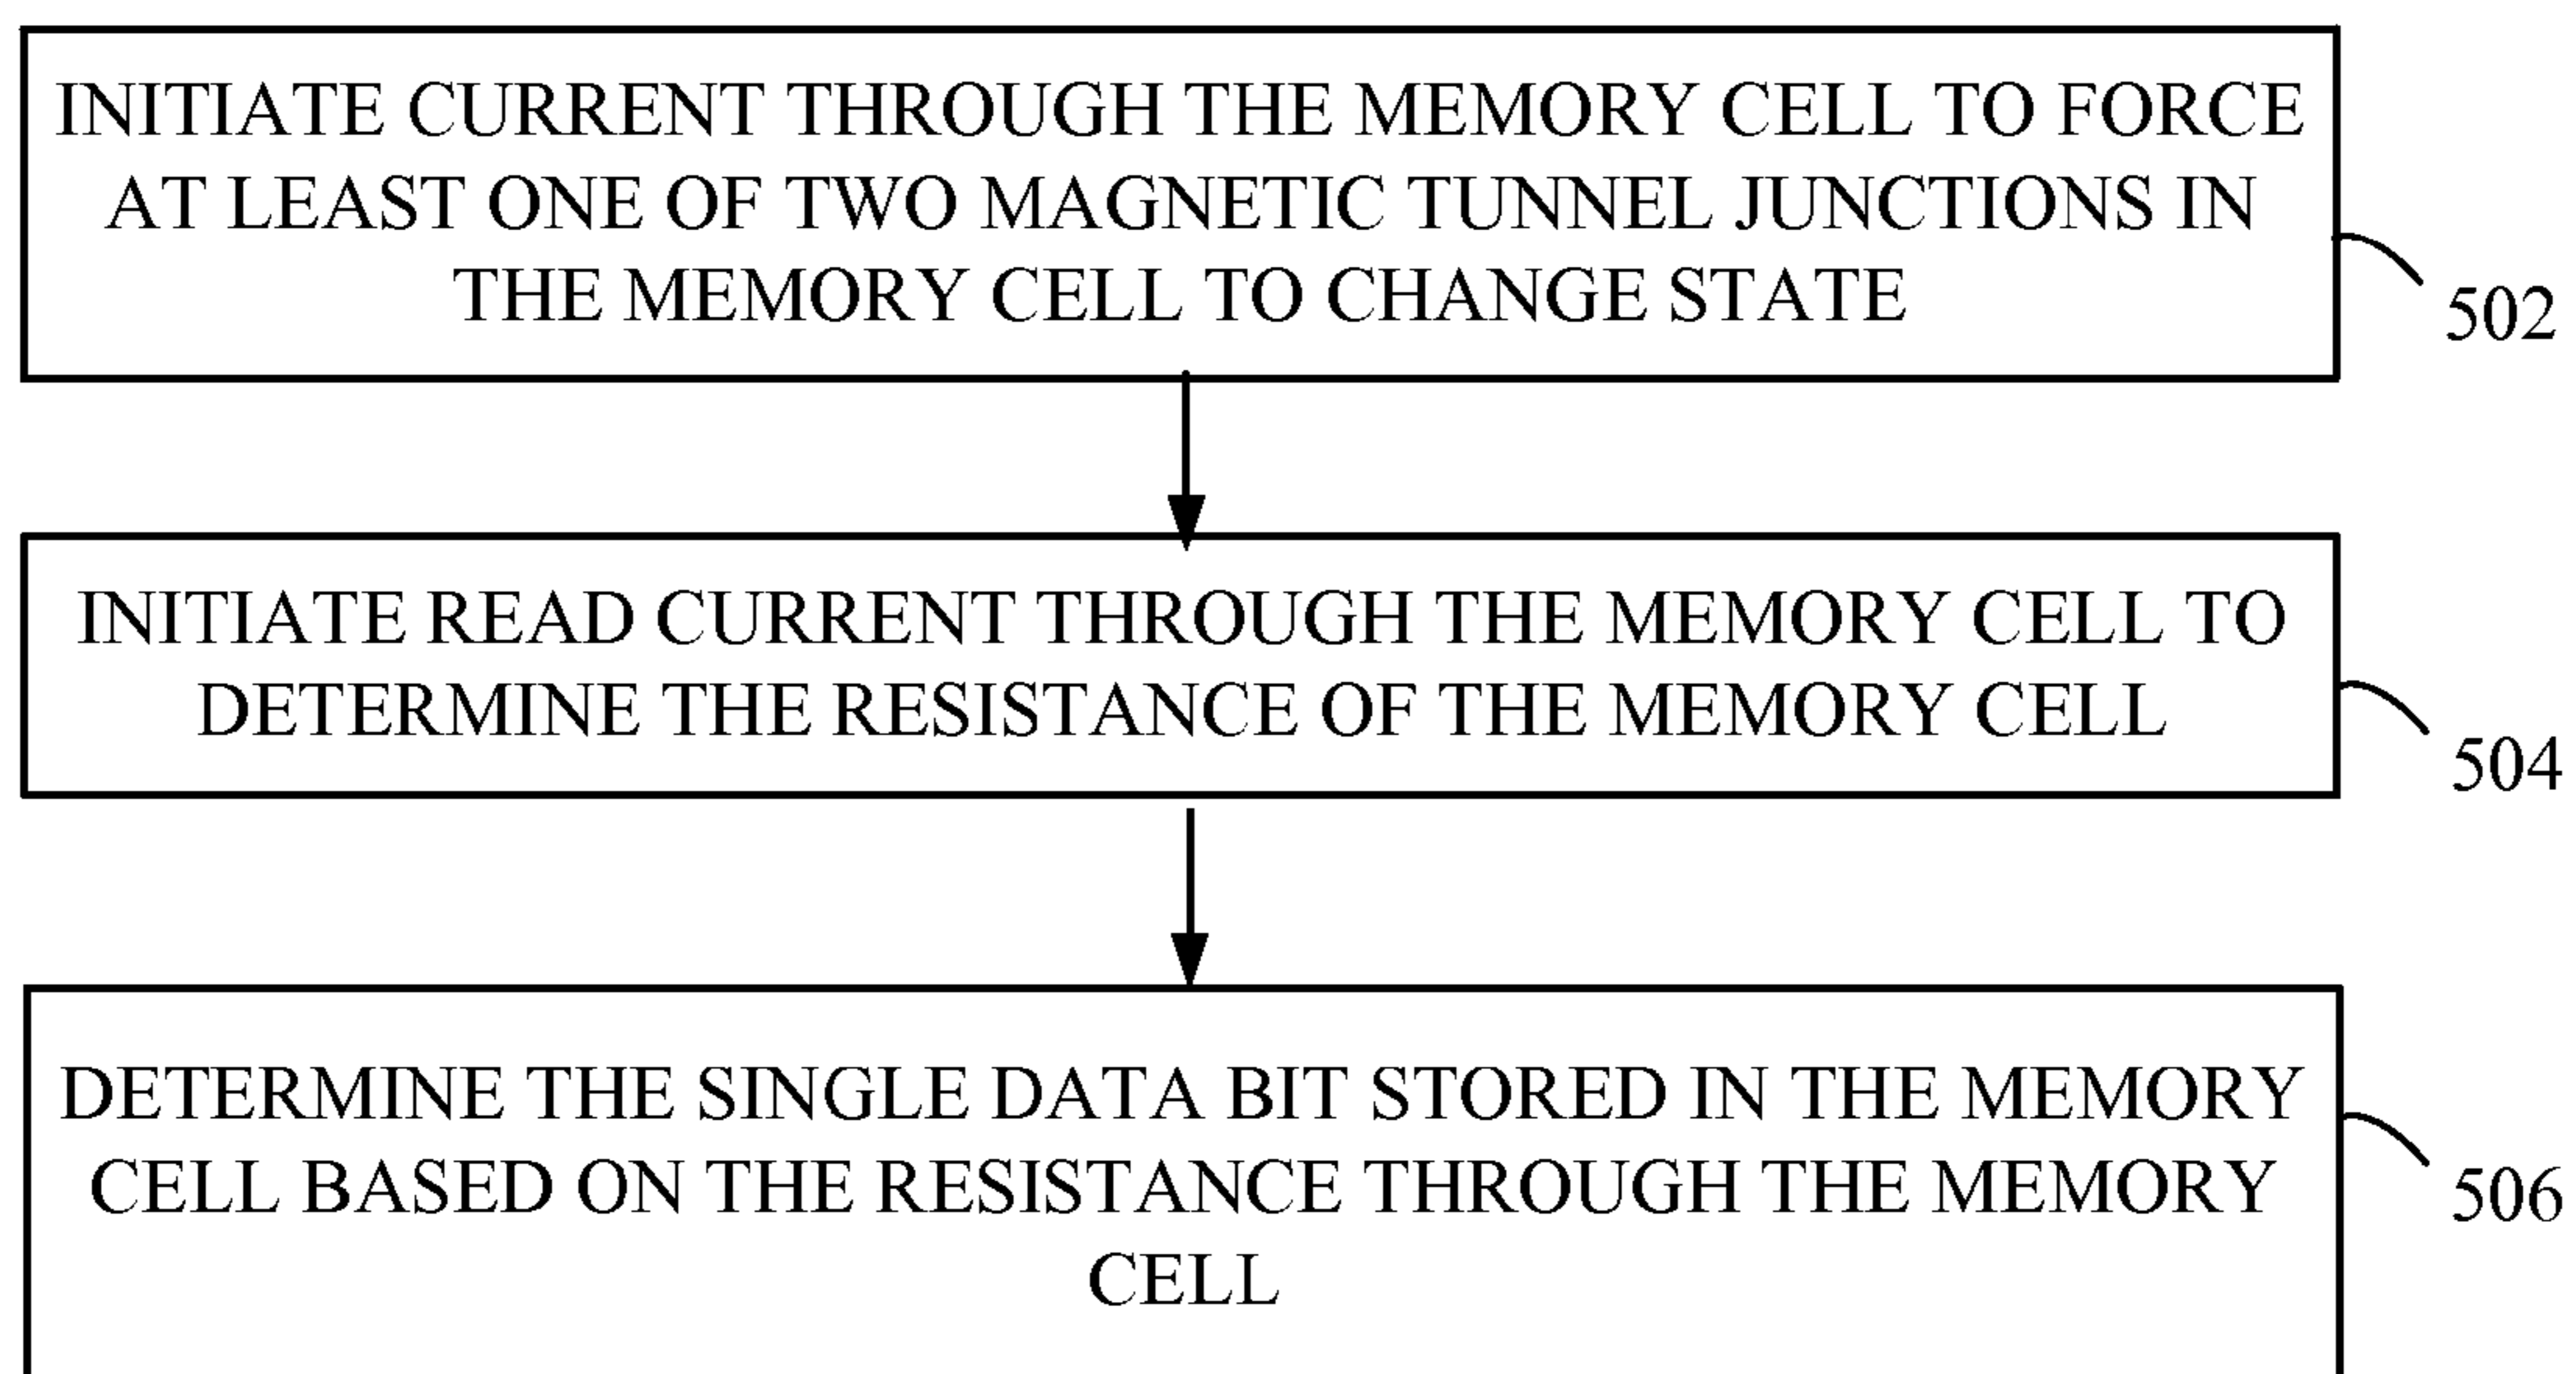 INITIATE CURRENT THROUGH THE MEMORY CELL TO FORCE
AT LEAST ONE OF TWO MAGNETIC TUNNEL JUNCTIONS IN
THE MEMORY CELL TO CHANGE STATE
502
INITIATE READ CURRENT THROUGH THE MEMORY CELL TO
DETERMINE THE RESISTANCE OF THE MEMORY CELL
504
DETERMINE THE SINGLE DATA BIT STORED IN THE MEMORY
CELL BASED ON THE RESISTANCE THROUGH THE MEMORY
CELL
506